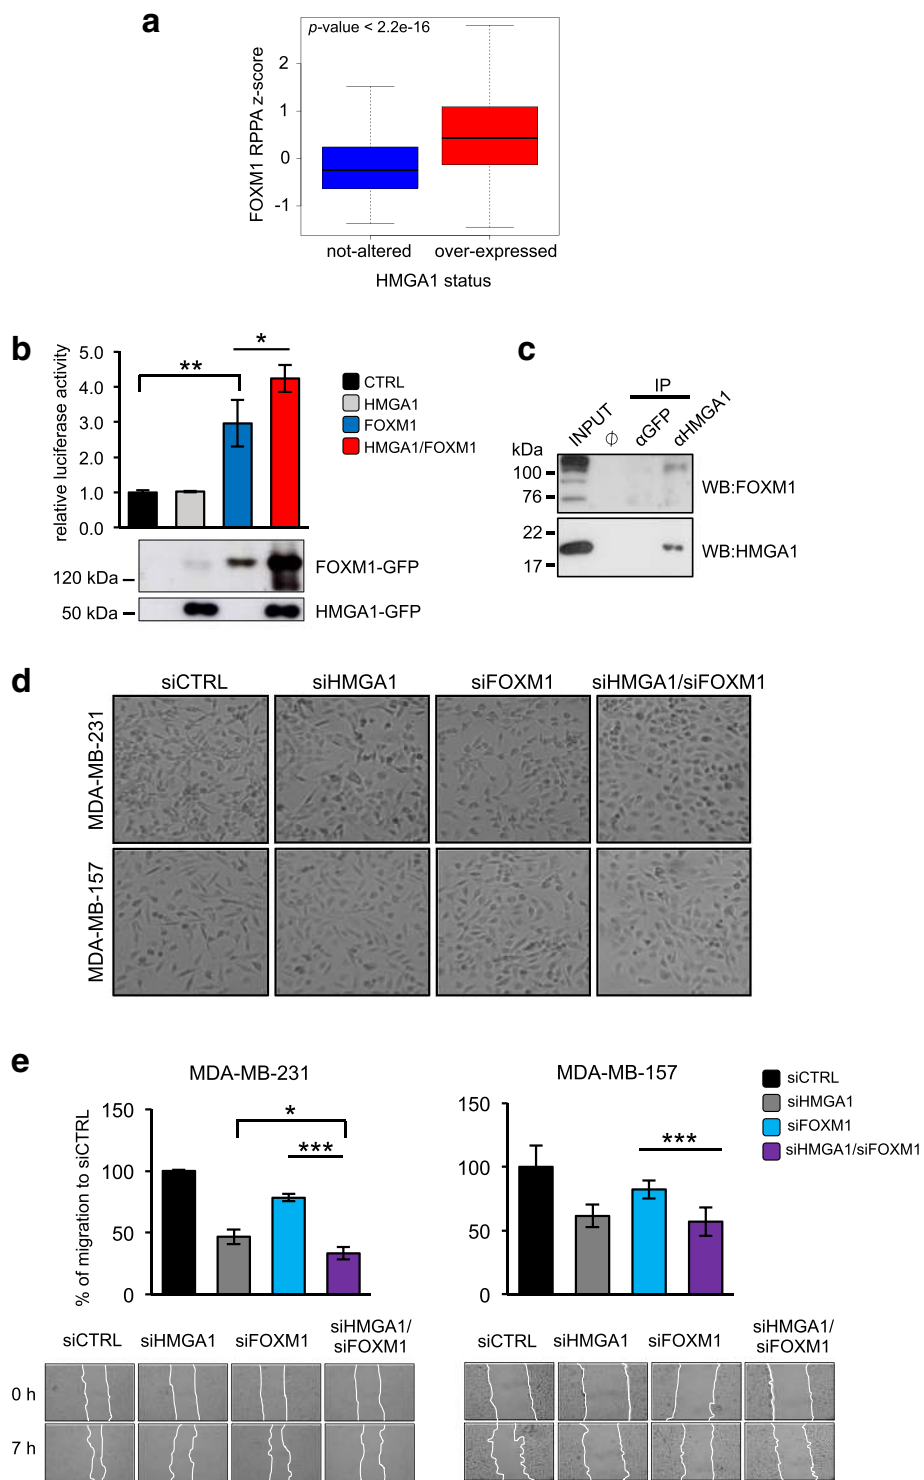 a
p-value < 2.2e-16
FOXM1 RPPA z-score
2
1
0
-1
not-altered over-expressed
HMGA1 status
b
relative luciferase activity
5.0
4.0
3.0
2.0
1.0
0.0
**
*
CTRL
HMGA1
FOXM1
HMGA1/FOXM1
120 kDa
FOXM1-GFP
50 kDa
HMGA1-GFP
c
IP
INPUT
∅
αGFP
αHMGA1
kDa
100
76
WB:FOXM1
22
17
WB:HMGA1
d
siCTRL siHMGA1 siFOXM1 siHMGA1/siFOXM1
MDA-MB-231
MDA-MB-157
e
MDA-MB-231
% of migration to siCTRL
150
100
50
0
*
***
MDA-MB-157
150
100
50
0
***
siCTRL
siHMGA1
siFOXM1
siHMGA1/siFOXM1
siCTRL siHMGA1 siFOXM1 siHMGA1/
siFOXM1
siCTRL siHMGA1 siFOXM1 siHMGA1/
siFOXM1
0 h
7 h